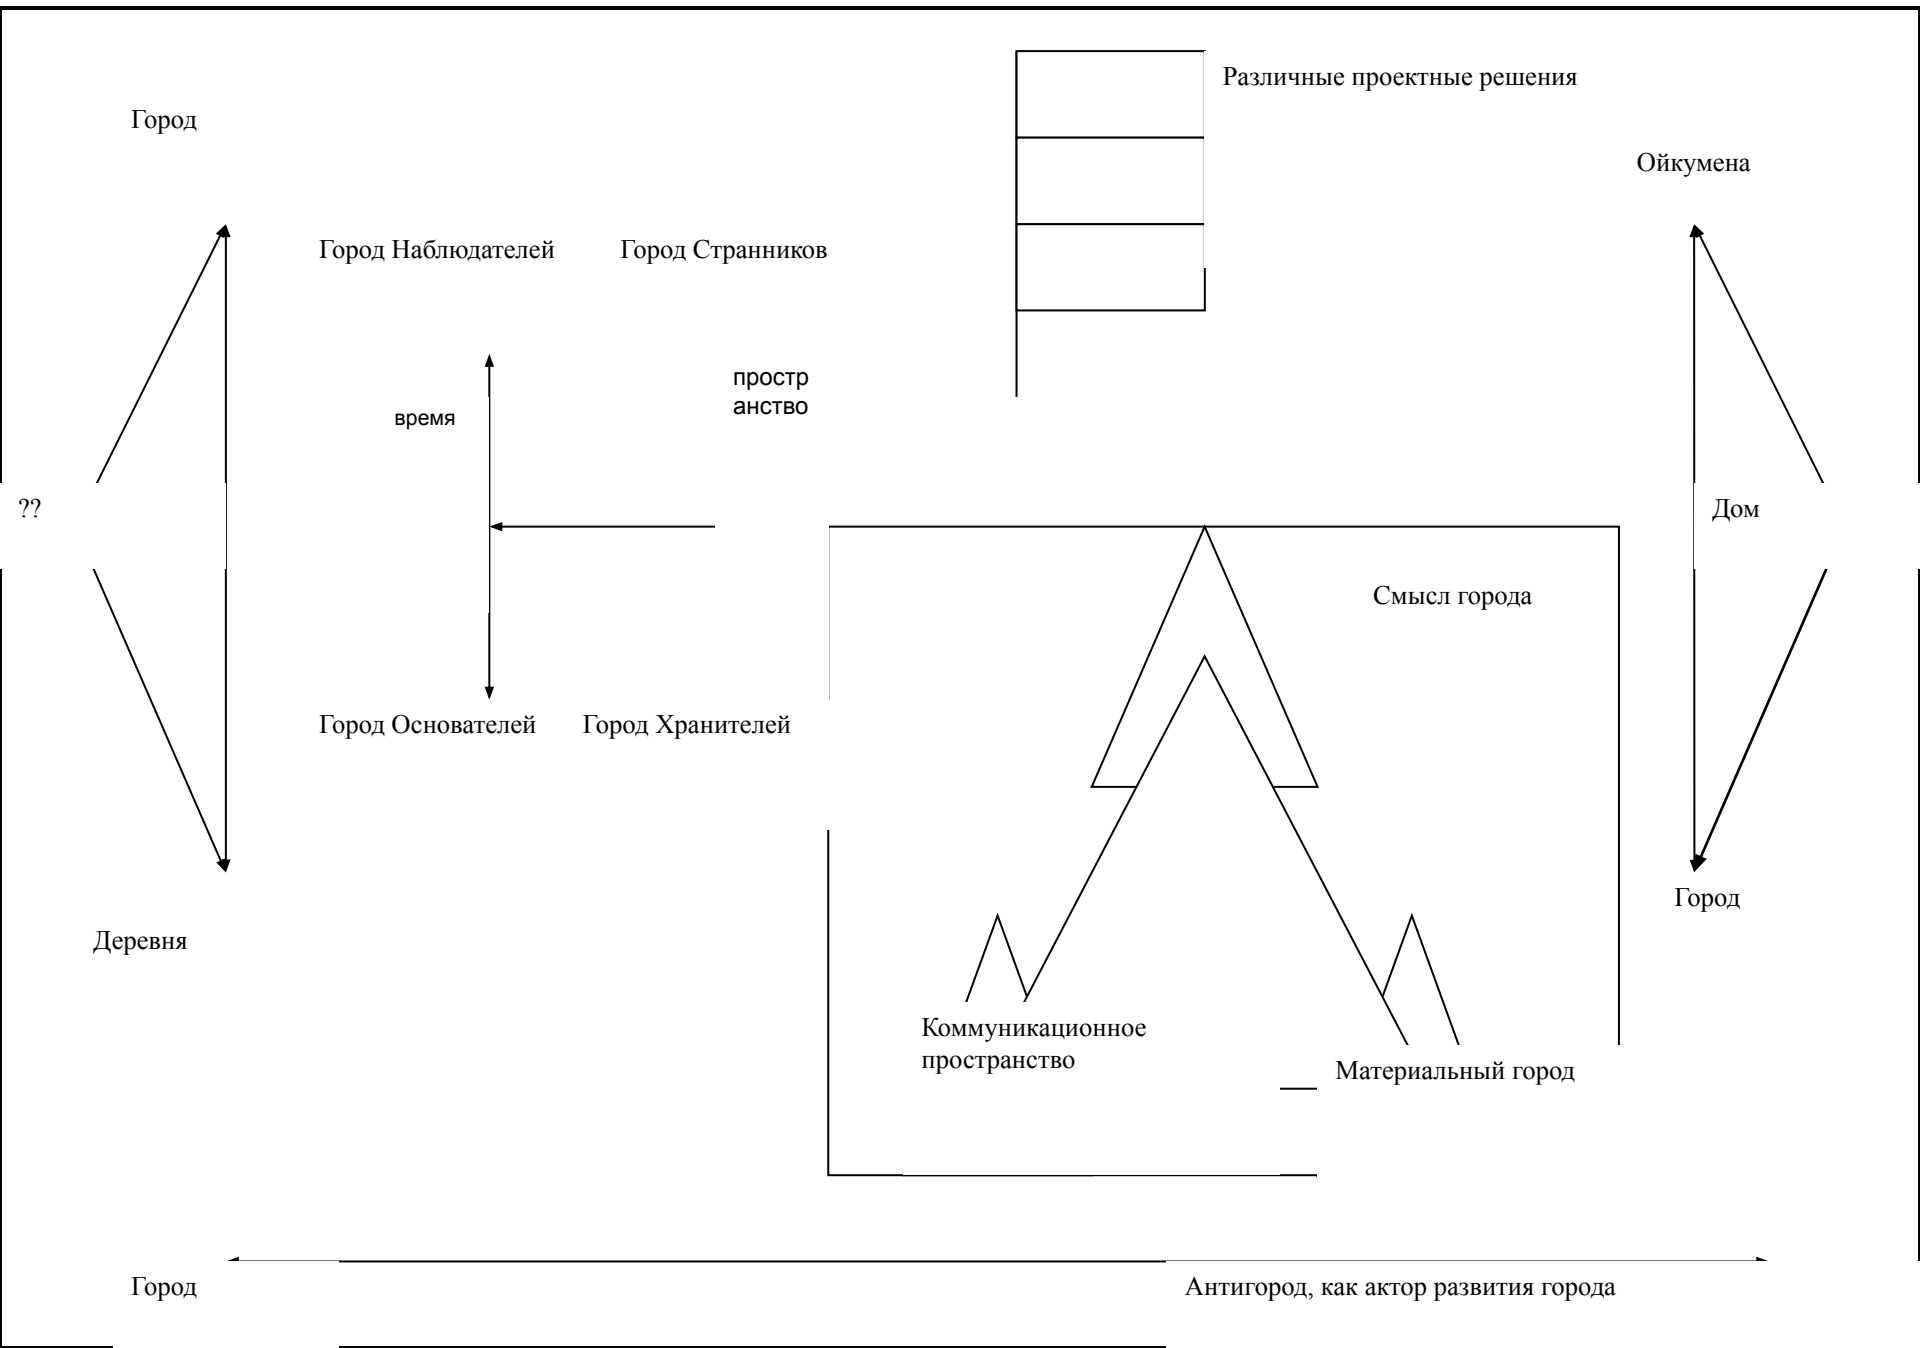 Различные проектные решения
Город
Ойкумена
Город Наблюдателей
Город Странников
простр
анство
время
??
Дом
Смысл города
Город Основателей
Город Хранителей
Город
Деревня
Коммуникационное
пространство
Материальный город
Город
Антигород, как актор развития города